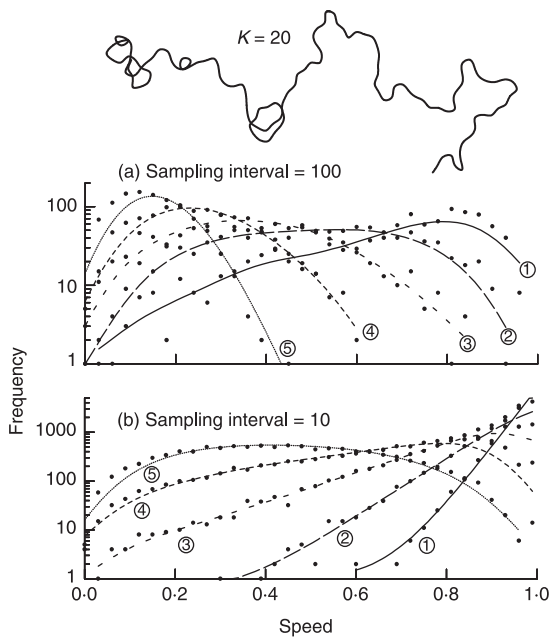 K = 20
(a) Sampling interval = 100
100
10
1
① 
② 
③ 
④ 
⑤ 
Frequency
(b) Sampling interval = 10
1000
100
10
1
⑤ 
④ 
③ 
② 
① 
0·0 0·2 0·4 0·6 0·8 1·0
Speed